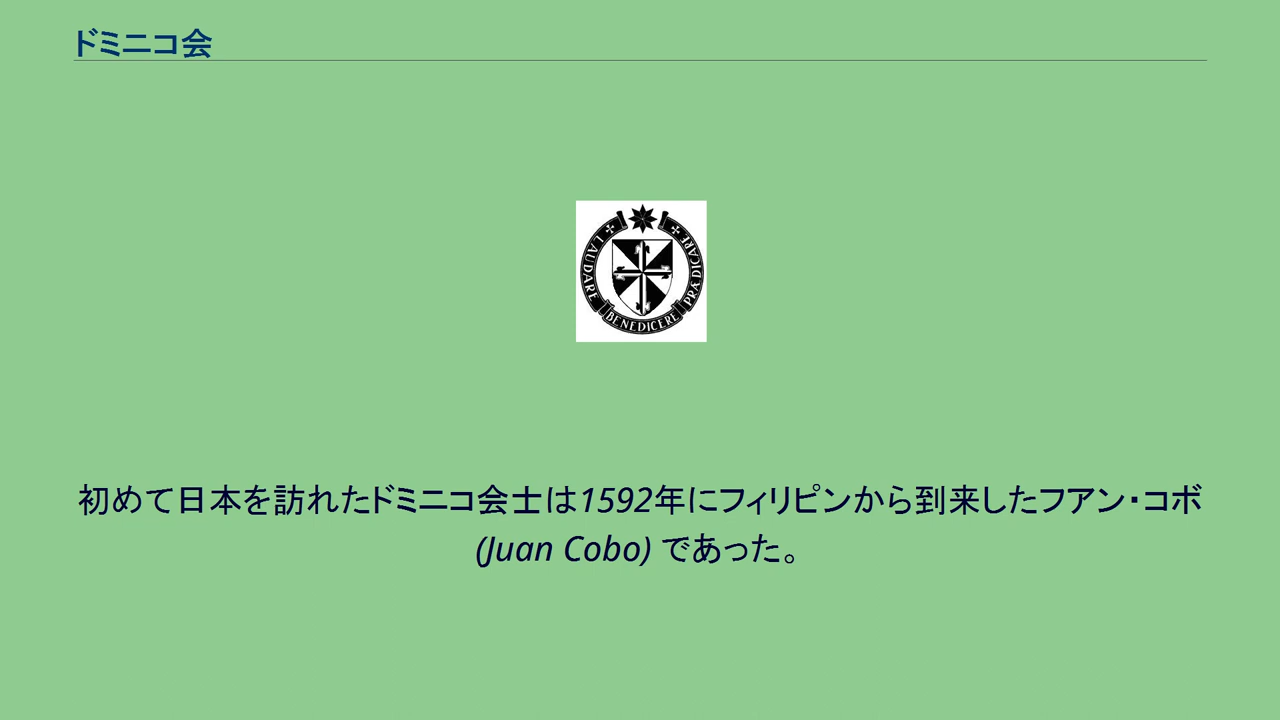 ドミニコ会
LAUDARE
BENEDICERE
PRÆDICARE
初めて日本を訪れたドミニコ会士は1592年にフィリピンから到来したフアン・コボ
(Juan Cobo) であった。